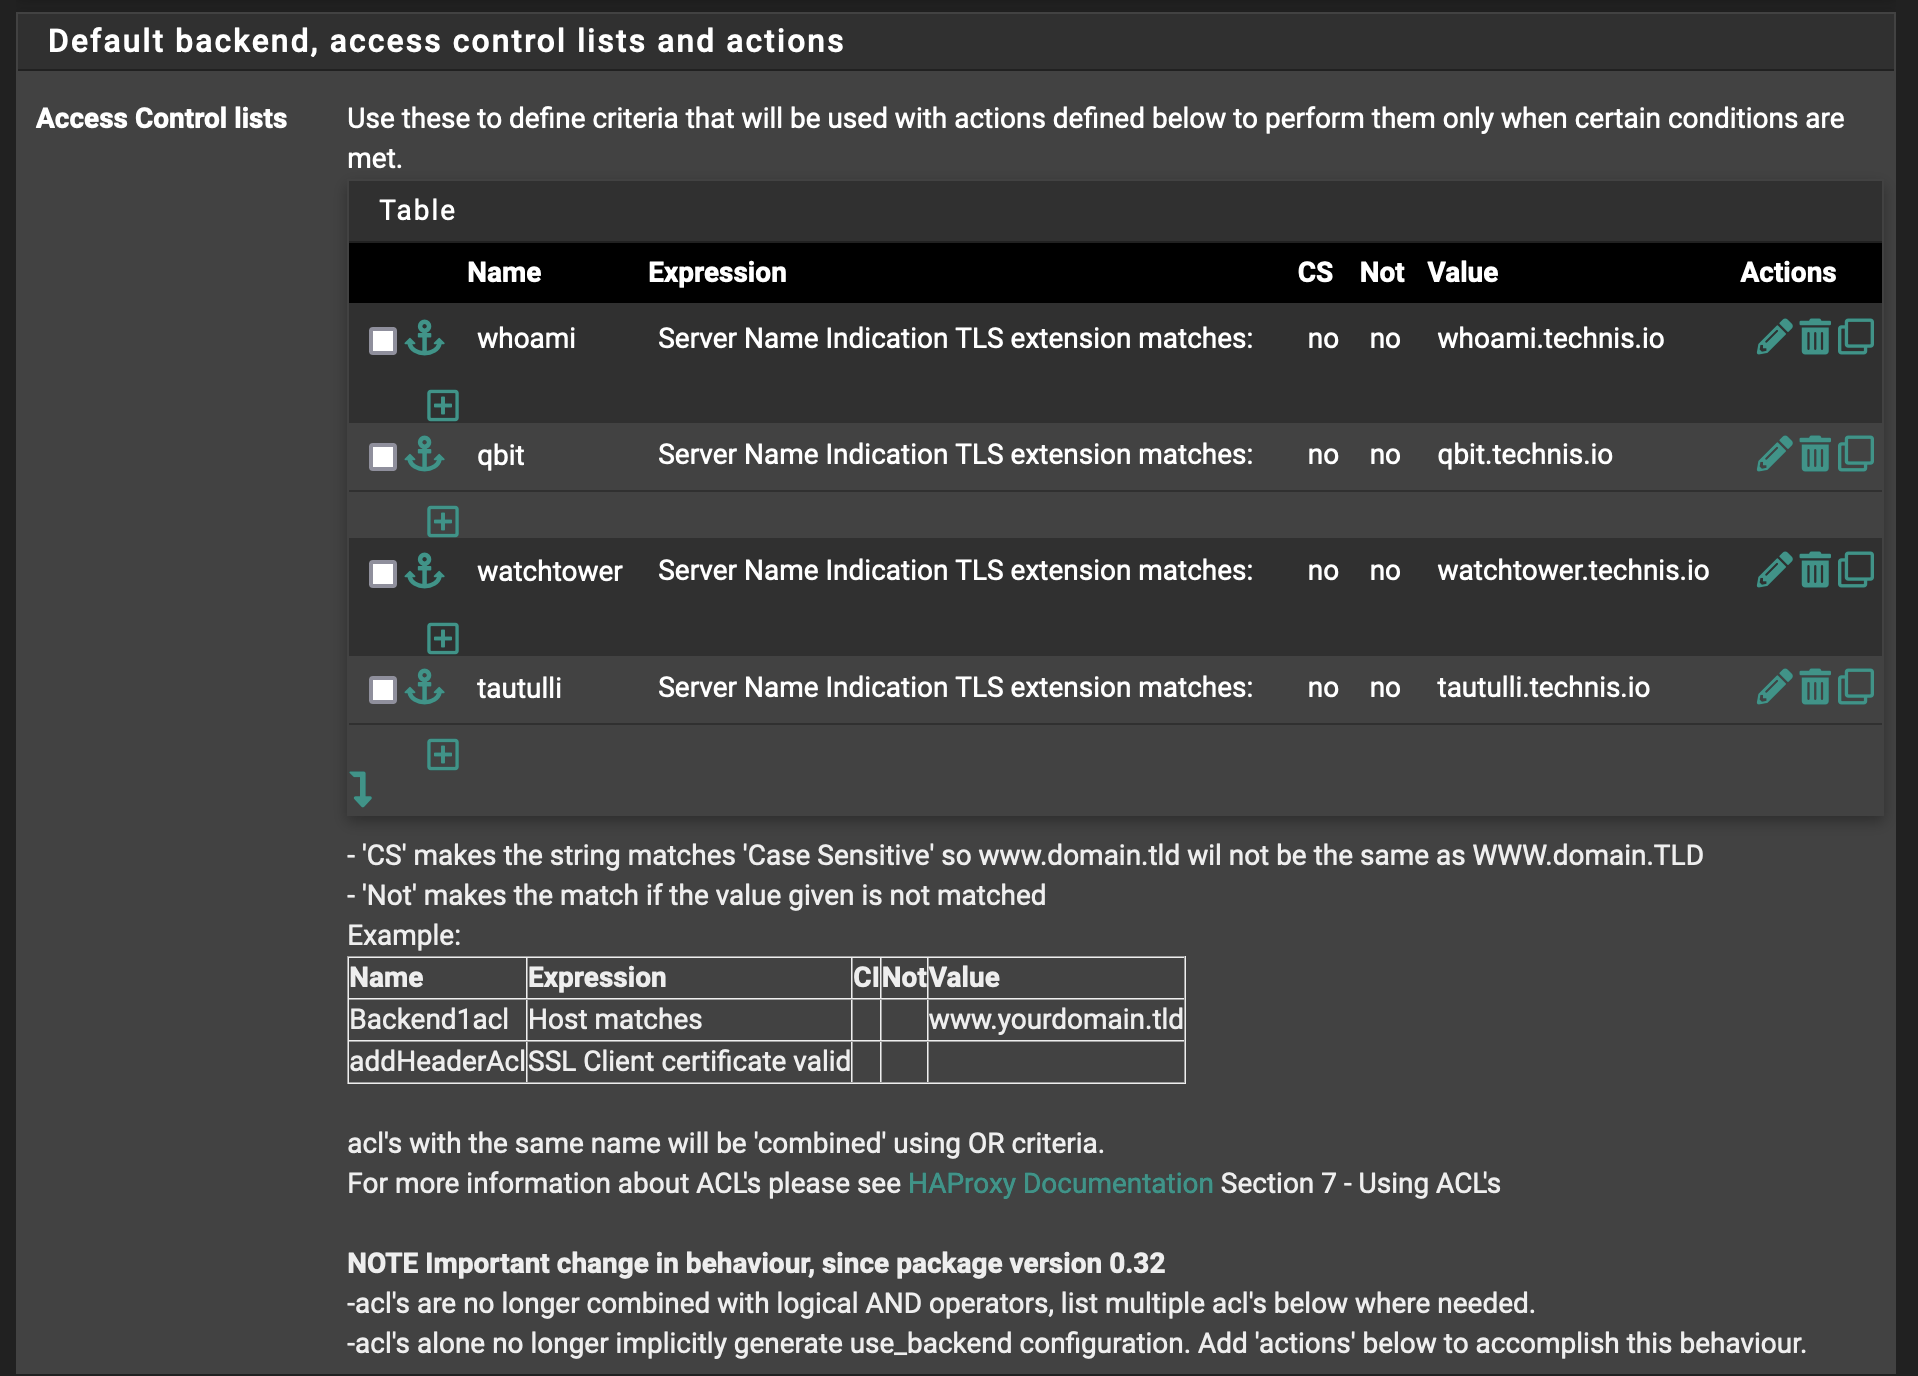 Default backend, access control lists and actions
Access Control lists
Use these to define criteria that will be used with actions defined below to perform them only when certain conditions are
met.
Table
Name Expression CS Not Value Actions
whoami Server Name Indication TLS extension matches: no no whoami.technis.io
qbit Server Name Indication TLS extension matches: no no qbit.technis.io
watchtower Server Name Indication TLS extension matches: no no watchtower.technis.io
tautulli Server Name Indication TLS extension matches: no no tautulli.technis.io
- 'CS' makes the string matches 'Case Sensitive' so www.domain.tld wil not be the same as WWW.domain.TLD
- 'Not' makes the match if the value given is not matched
Example:
Name Expression CI Not Value
Backend1acl Host matches www.yourdomain.tld
addHeaderAcl SSL Client certificate valid
acl's with the same name will be 'combined' using OR criteria.
For more information about ACL's please see HAProxy Documentation Section 7 - Using ACL's
NOTE Important change in behaviour, since package version 0.32
-acl's are no longer combined with logical AND operators, list multiple acl's below where needed.
-acl's alone no longer implicitly generate use_backend configuration. Add 'actions' below to accomplish this behaviour.